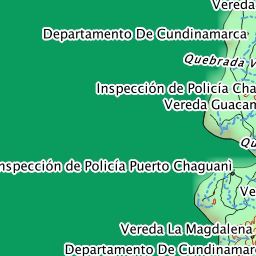 Vereda
Departamento De Cundinamarca
Quebrada V
Inspección de Policía Cha
Vereda Guacam
Qu
nspección de Policía Puerto Chaguani
Ve
Vereda La Magdalena
Departamento De Cundinamarc